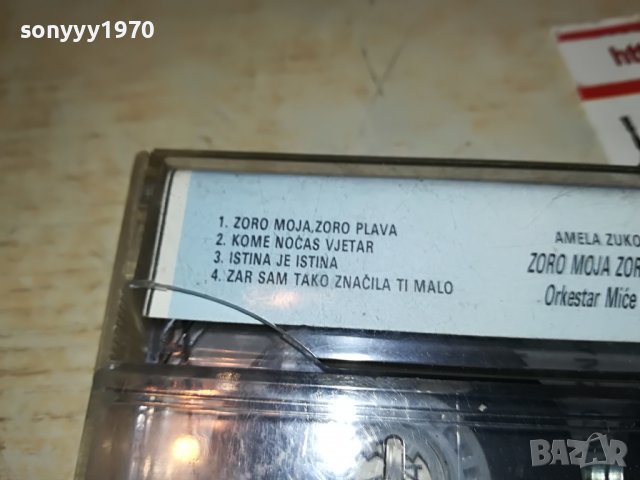 sonyyy1970
1. ZORO MOJA, ZORO PLAVA
2. KOME NOĆAS VJETAR
3. ISTINA JE ISTINA
4. ZAR SAM TAKO ZNAČILA TI MALO
AMELA ZUKO
ZORO MOJA ZOR
Orkestar Miće
BAZAR